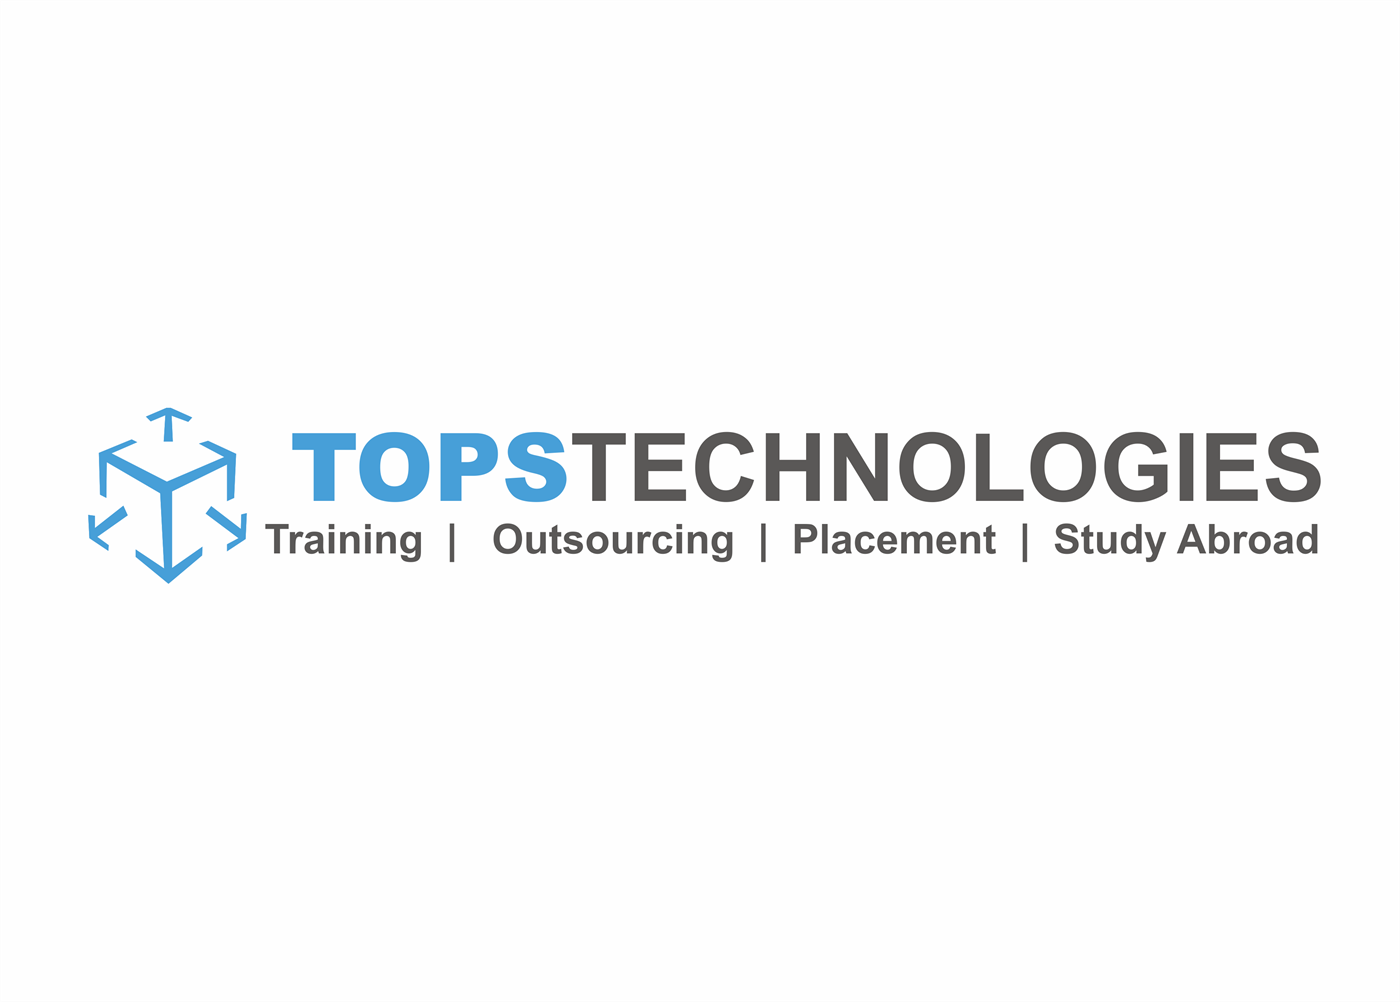 TOPSTECHNOLOGIES
Training | Outsourcing | Placement | Study Abroad